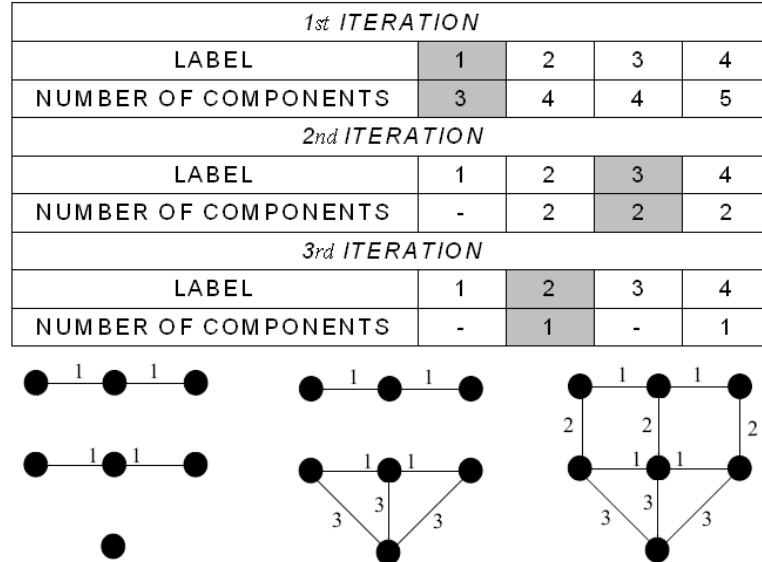 1st ITERATION
LABEL 1 2 3 4
NUMBER OF COMPONENTS 3 4 4 5
2nd ITERATION
LABEL 1 2 3 4
NUMBER OF COMPONENTS - 2 2 2
3rd ITERATION
LABEL 1 2 3 4
NUMBER OF COMPONENTS - 1 - 1
1 1 1 1 1 1
2 2 2
1 1 1 1 1 1
3 3 3 3 3 3